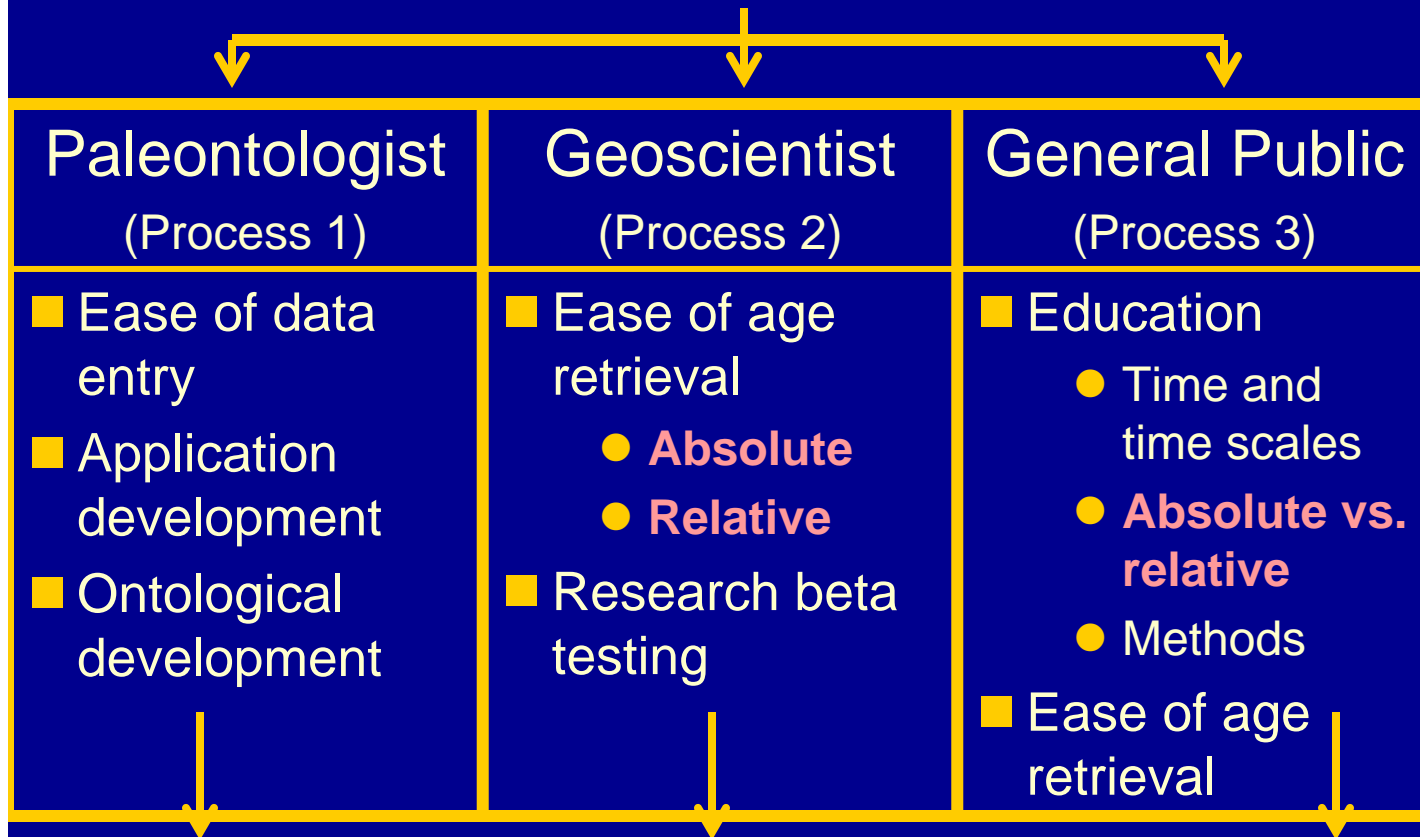 Paleontologist
(Process 1)
Ease of data
entry
Application
development
Ontological
development
Geoscientist
(Process 2)
Ease of age
retrieval
Absolute
Relative
Research beta
testing
General Public
(Process 3)
Education
Time and
time scales
Absolute vs.
relative
Methods
Ease of age
retrieval